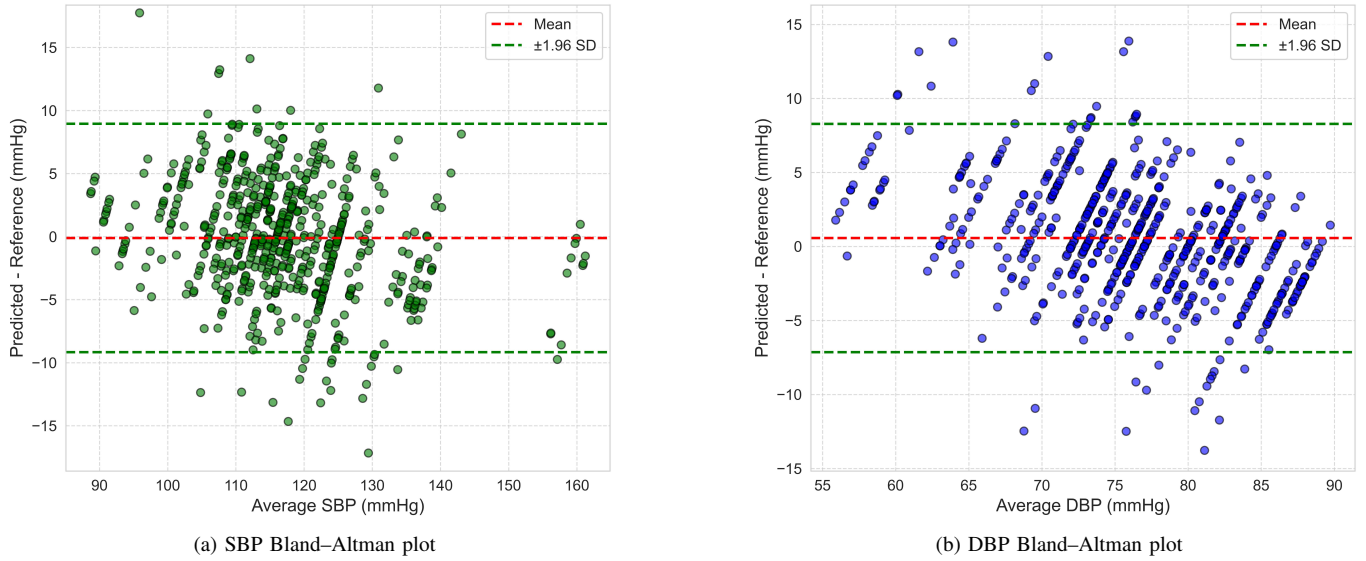 Mean
±1.96 SD
15
10
5
0
−5
−10
−15
Predicted - Reference (mmHg)
90 100 110 120 130 140 150 160
Average SBP (mmHg)
(a) SBP Bland–Altman plot
Mean
±1.96 SD
15
10
5
0
−5
−10
−15
Predicted - Reference (mmHg)
55 60 65 70 75 80 85 90
Average DBP (mmHg)
(b) DBP Bland–Altman plot